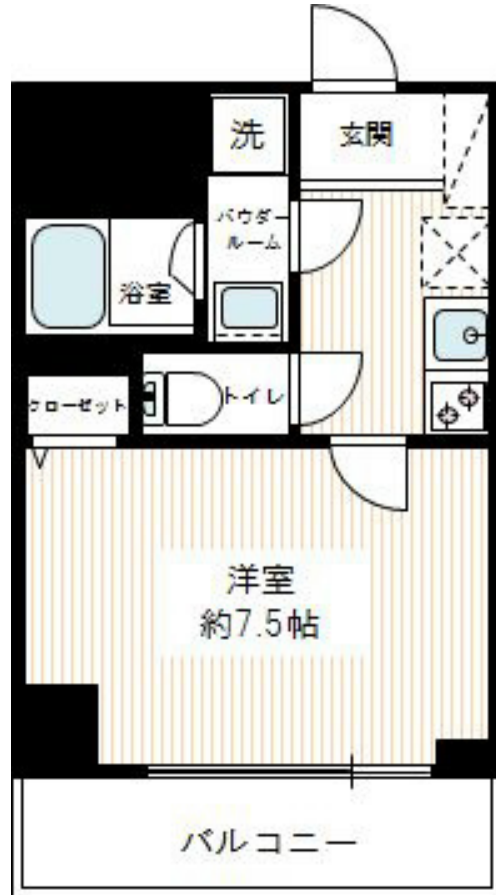 洗
玄関
パウダー
ルーム
浴室
クローゼット
トイレ
洋室
約7.5帖
バルコニー